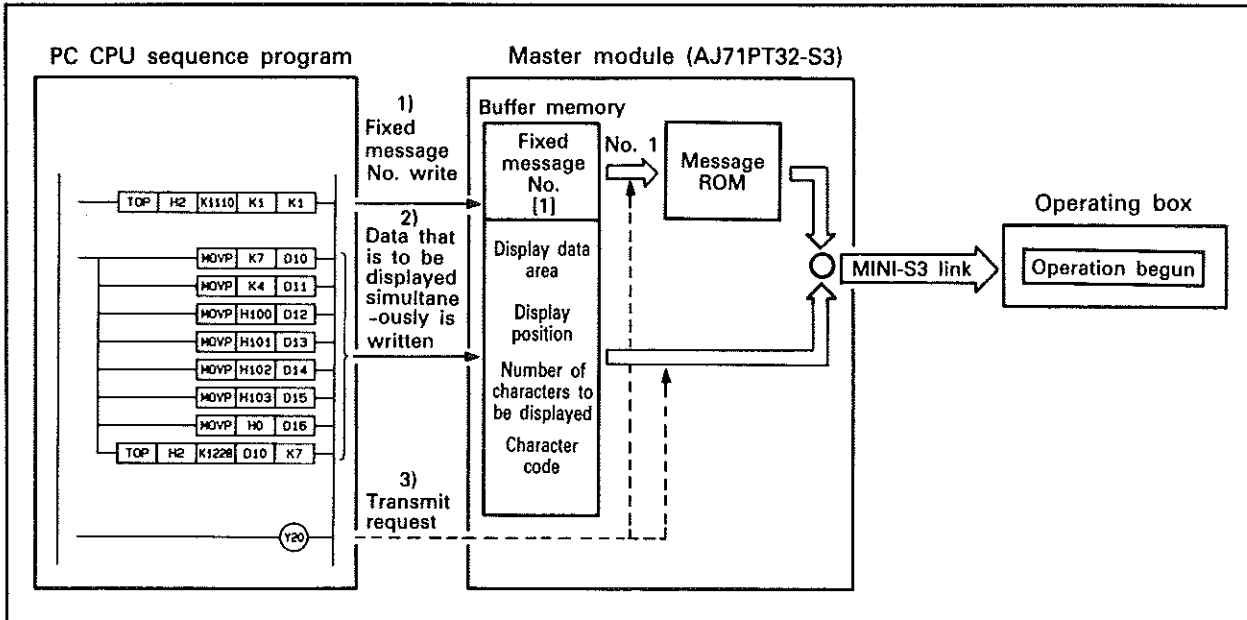 PC CPU sequence program
TOP H2 K1110 K1 K1
MOVP K7 D10
MOVP K4 D11
MOVP H100 D12
MOVP H101 D13
MOVP H102 D14
MOVP H103 D15
MOVP H0 D16
TOP H2 K1228 D10 K7
Y20
1)
Fixed
message
No. write
2)
Data that
is to be
displayed
simultane
-ously is
written
3)
Transmit
request
Master module (AJ71PT32-S3)
Buffer memory
Fixed
message
No.
[1]
Display data
area
Display
position
Number of
characters to
be displayed
Character
code
No. 1
Message
ROM
MINI-S3 link
Operating box
Operation begun